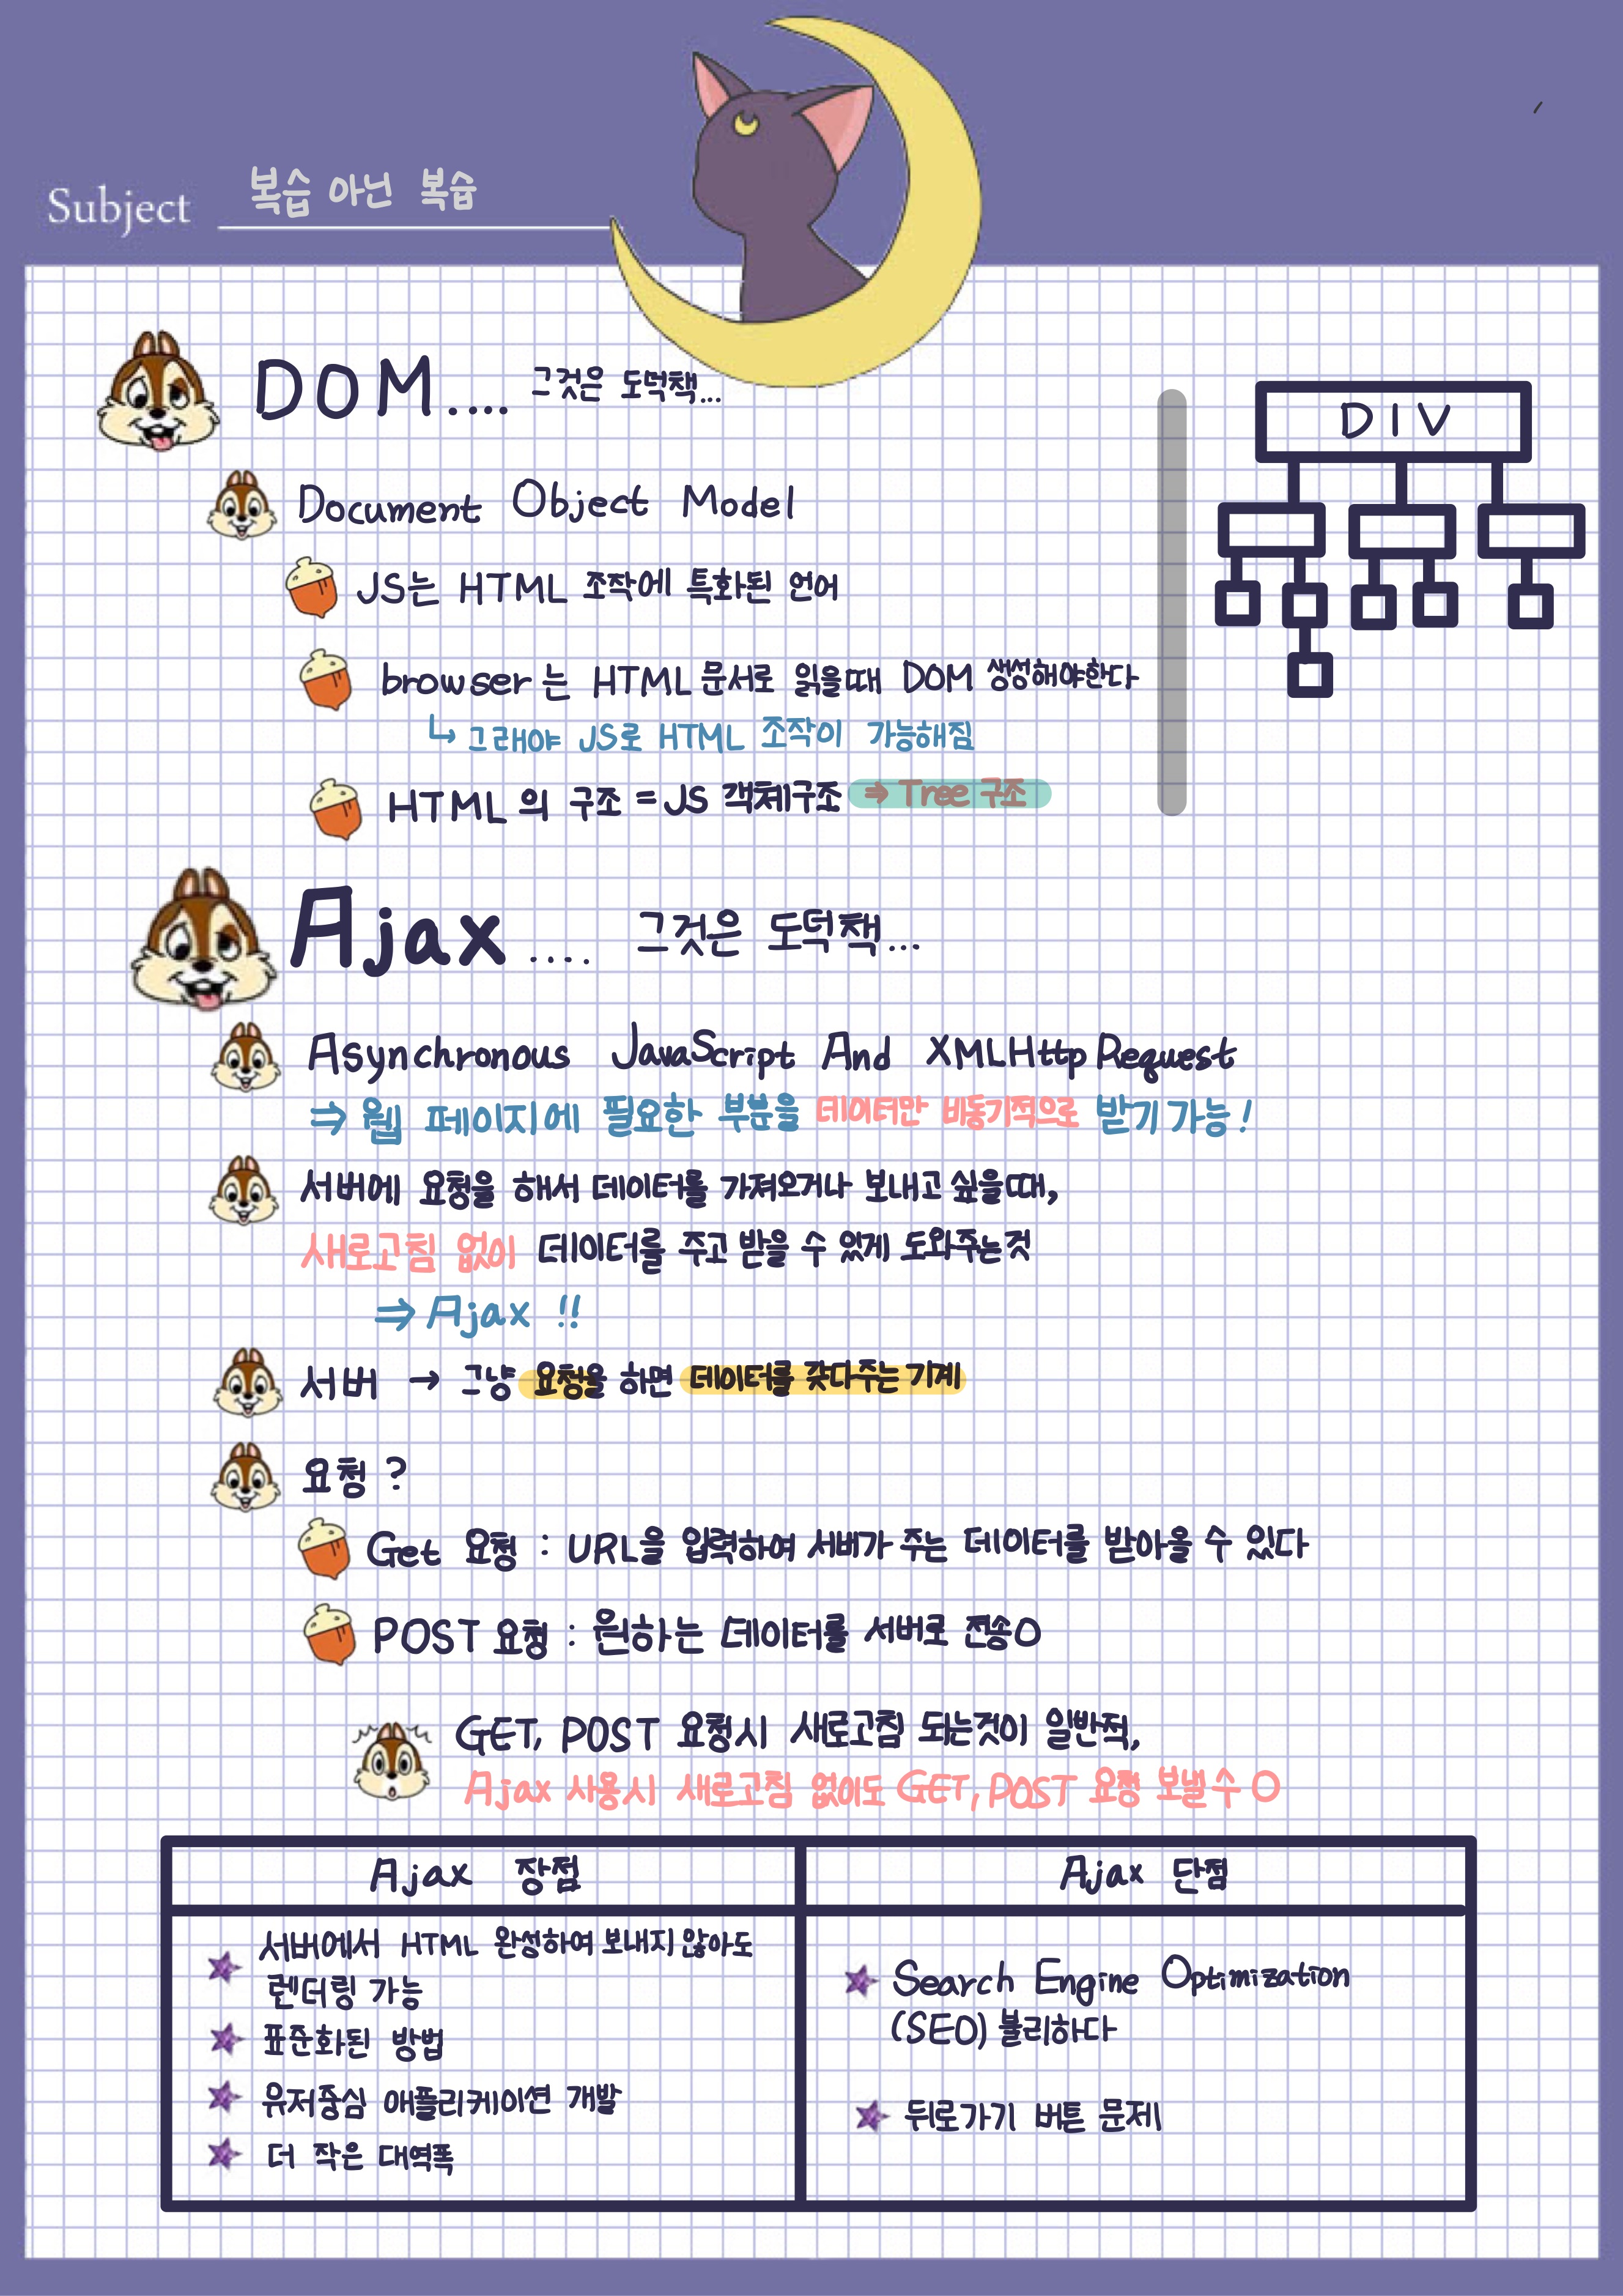 Subject 복습 아닌 복습
DOM.... 그것은 도덕책...
DIV
Document Object Model
JS는 HTML 조작에 특화된 언어
browser는 HTML문서로 읽을때 DOM 생성해야한다
↳ 그래야 JS로 HTML 조작이 가능해짐
HTML의 구조 = JS 객체구조 ⇒ Tree 구조
Ajax .... 그것은 도덕책...
Asynchronous JavaScript And XMLHttpRequest
⇒ 웹 페이지에 필요한 부분을 데이터만 비동기적으로 받기 가능!
서버에 요청을 해서 데이터를 가져오거나 보내고 싶을때,
새로고침 없이 데이터를 주고 받을 수 있게 도와주는것
⇒ Ajax !!
서버 → 그냥 요청을 하면 데이터를 갖다주는 기계
요청?
Get 요청 : URL을 입력하여 서버가 주는 데이터를 받아올 수 있다
POST 요청 : 원하는 데이터를 서버로 전송O
GET, POST 요청시 새로고침 되는것이 일반적,
Ajax 사용시 새로고침 없이도 GET, POST 요청 보낼수 O
Ajax 장점
서버에서 HTML 완성하여 보내지 않아도
렌더링 가능
표준화된 방법
유저중심 애플리케이션 개발
더 작은 대역폭
Ajax 단점
Search Engine Optimization
(SEO) 불리하다
뒤로가기 버튼 문제